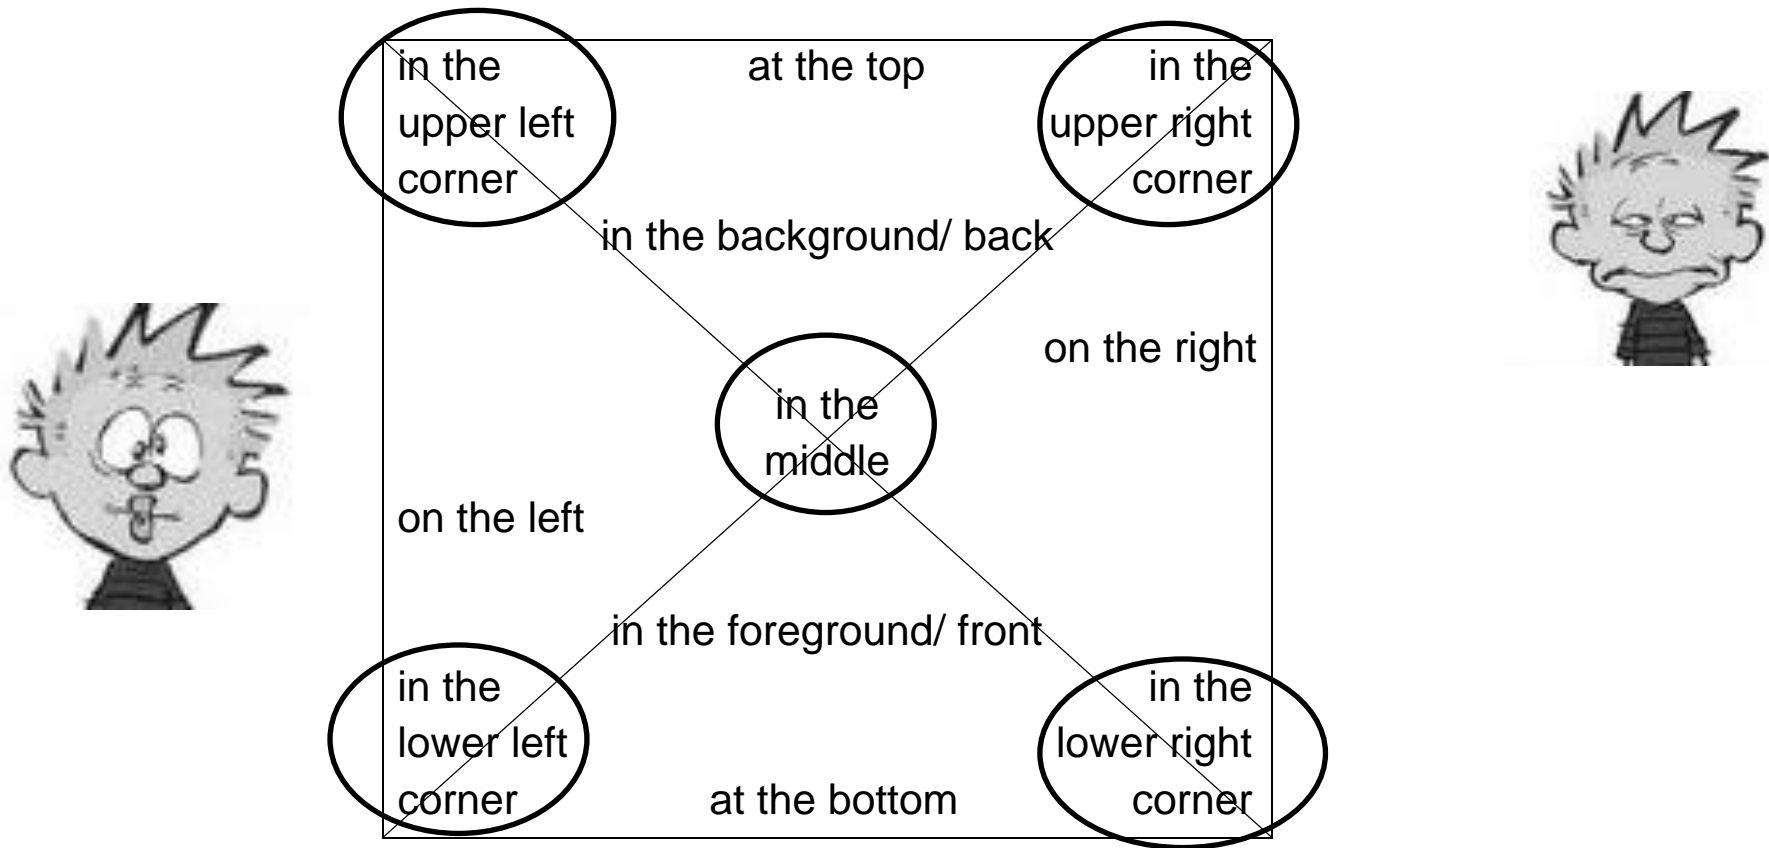 in the
upper left
corner
at the top
in the
upper right
corner
in the background/ back
on the right
in the
middle
on the left
in the foreground/ front
in the
lower left
corner
at the bottom
in the
lower right
corner